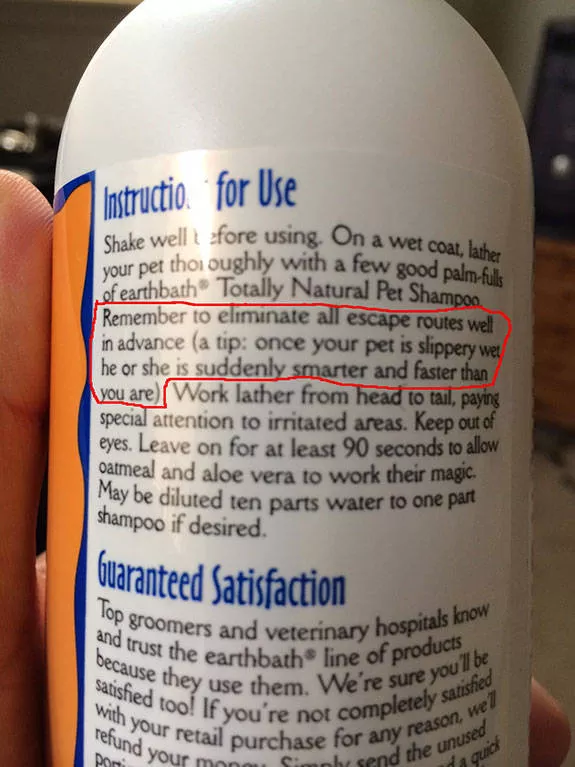 Instructio for Use
Shake well before using. On a wet coat, lather
your pet thoroughly with a few good palm-fulls
of earthbath® Totally Natural Pet Shampoo.
Remember to eliminate all escape routes well
in advance (a tip: once your pet is slippery wet
he or she is suddenly smarter and faster than
you are) Work lather from head to tail, paying
special attention to irritated areas. Keep out of
eyes. Leave on for at least 90 seconds to allow
oatmeal and aloe vera to work their magic.
May be diluted ten parts water to one part
shampoo if desired.
Guaranteed Satisfaction
Top groomers and veterinary hospitals know
and trust the earthbath® line of products
because they use them. We're sure you'll be
satisfied too! If you're not completely satisfied
with your retail purchase for any reason, we'll
refund your money. Simply send the unused
a quick